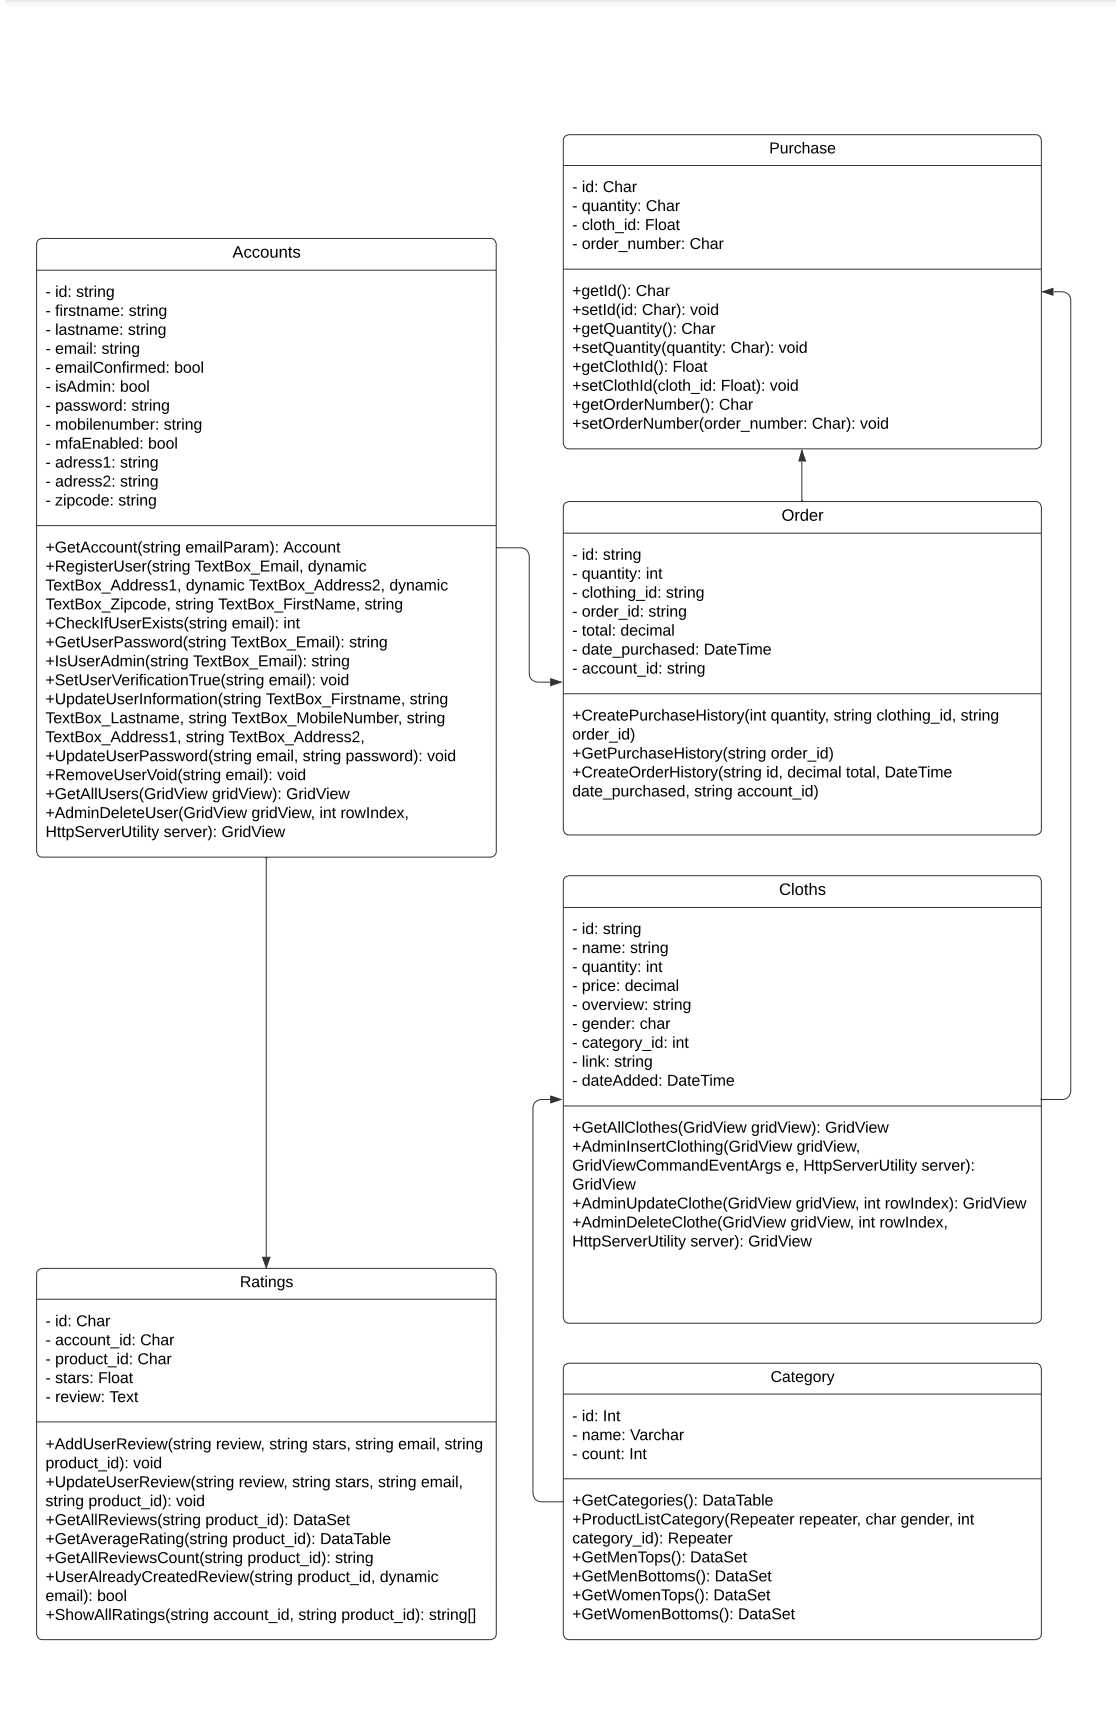 Purchase
- id: Char
- quantity: Char
- cloth_id: Float
- order_number: Char
+getId(): Char
+setId(id: Char): void
+getQuantity(): Char
+setQuantity(quantity: Char): void
+getClothId(): Float
+setClothId(cloth_id: Float): void
+getOrderNumber(): Char
+setOrderNumber(order_number: Char): void
Accounts
- id: string
- firstname: string
- lastname: string
- email: string
- emailConfirmed: bool
- isAdmin: bool
- password: string
- mobilenumber: string
- mfaEnabled: bool
- adress1: string
- adress2: string
- zipcode: string
+GetAccount(string emailParam): Account
+RegisterUser(string TextBox_Email, dynamic
TextBox_Address1, dynamic TextBox_Address2, dynamic
TextBox_Zipcode, string TextBox_FirstName, string
+CheckIfUserExists(string email): int
+GetUserPassword(string TextBox_Email): string
+IsUserAdmin(string TextBox_Email): string
+SetUserVerificationTrue(string email): void
+UpdateUserInformation(string TextBox_Firstname, string
TextBox_Lastname, string TextBox_MobileNumber, string
TextBox_Address1, string TextBox_Address2,
+UpdateUserPassword(string email, string password): void
+RemoveUserVoid(string email): void
+GetAllUsers(GridView gridView): GridView
+AdminDeleteUser(GridView gridView, int rowIndex,
HttpServerUtility server): GridView
Order
- id: string
- quantity: int
- clothing_id: string
- order_id: string
- total: decimal
- date_purchased: DateTime
- account_id: string
+CreatePurchaseHistory(int quantity, string clothing_id, string
order_id)
+GetPurchaseHistory(string order_id)
+CreateOrderHistory(string id, decimal total, DateTime
date_purchased, string account_id)
Cloths
- id: string
- name: string
- quantity: int
- price: decimal
- overview: string
- gender: char
- category_id: int
- link: string
- dateAdded: DateTime
+GetAllClothes(GridView gridView): GridView
+AdminInsertClothing(GridView gridView,
GridViewCommandEventArgs e, HttpServerUtility server):
GridView
+AdminUpdateClothe(GridView gridView, int rowIndex): GridView
+AdminDeleteClothe(GridView gridView, int rowIndex,
HttpServerUtility server): GridView
Ratings
- id: Char
- account_id: Char
- product_id: Char
- stars: Float
- review: Text
+AddUserReview(string review, string stars, string email, string
product_id): void
+UpdateUserReview(string review, string stars, string email,
string product_id): void
+GetAllReviews(string product_id): DataSet
+GetAverageRating(string product_id): DataTable
+GetAllReviewsCount(string product_id): string
+UserAlreadyCreatedReview(string product_id, dynamic
email): bool
+ShowAllRatings(string account_id, string product_id): string[]
Category
- id: Int
- name: Varchar
- count: Int
+GetCategories(): DataTable
+ProductListCategory(Repeater repeater, char gender, int
category_id): Repeater
+GetMenTops(): DataSet
+GetMenBottoms(): DataSet
+GetWomenTops(): DataSet
+GetWomenBottoms(): DataSet